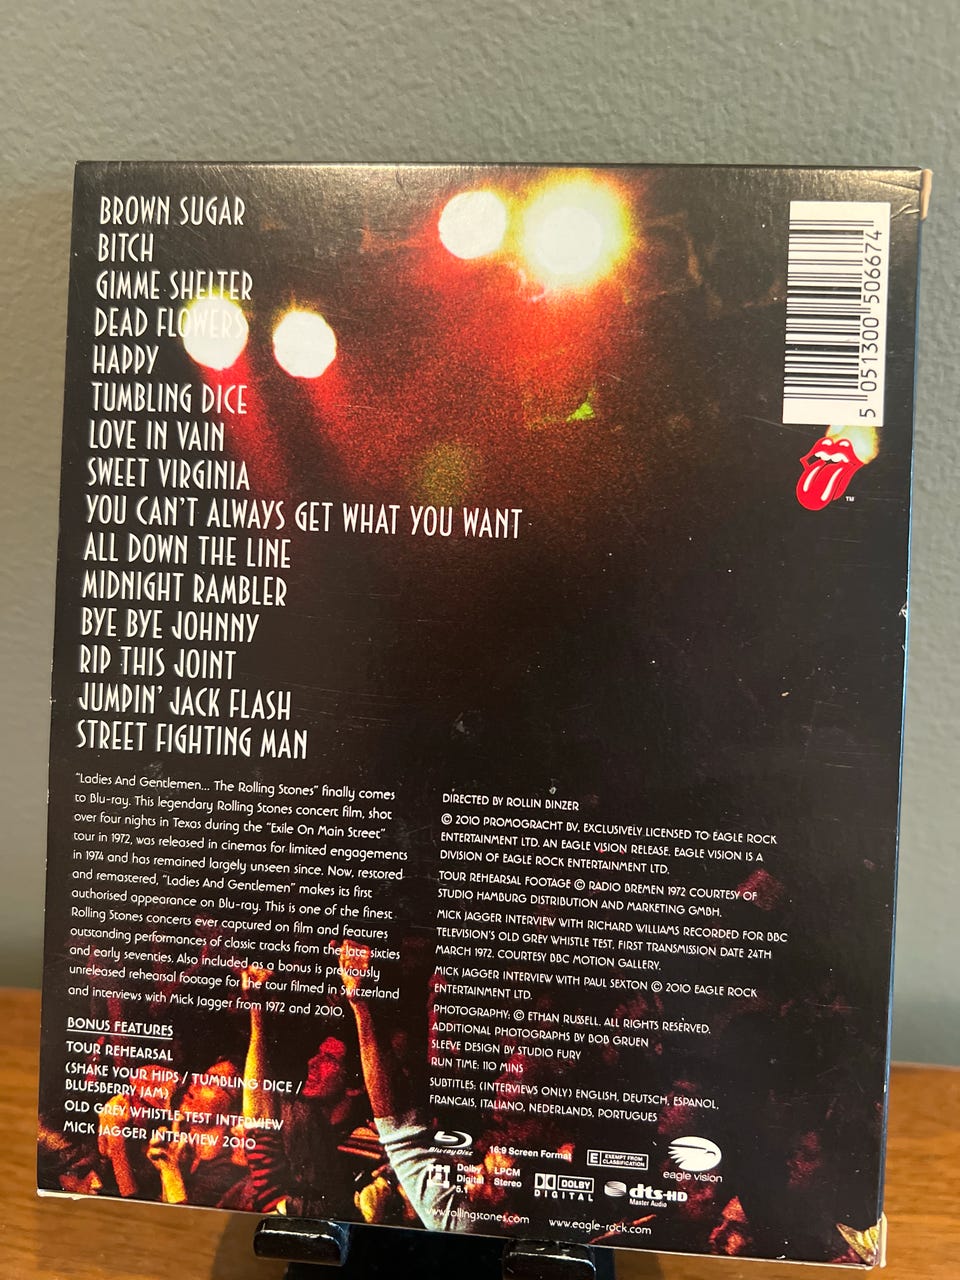 BROWN SUGAR
BITCH
GIMME SHELTER
DEAD FLOWERS
HAPPY
TUMBLING DICE
LOVE IN VAIN
SWEET VIRGINIA
YOU CAN'T ALWAYS GET WHAT YOU WANT
ALL DOWN THE LINE
MIDNIGHT RAMBLER
BYE BYE JOHNNY
RIP THIS JOINT
JUMPIN' JACK FLASH
STREET FIGHTING MAN
5 051300 506674
TM
"Ladies And Gentlemen... The Rolling Stones" finally comes
to Blu-ray. This legendary Rolling Stones concert film, shot
over four nights in Texas during the "Exile On Main Street"
tour in 1972, was released in cinemas for limited engagements
in 1974 and has remained largely unseen since. Now, restored
and remastered, "Ladies And Gentlemen" makes its first
authorised appearance on Blu-ray. This is one of the finest
Rolling Stones concerts ever captured on film and features
outstanding performances of classic tracks from the late sixties
and early seventies. Also included as a bonus is previously
unreleased rehearsal footage for the tour filmed in Switzerland
and interviews with Mick Jagger from 1972 and 2010.
BONUS FEATURES
TOUR REHEARSAL
(SHAKE YOUR HIPS / TUMBLING DICE /
BLUESBERRY JAM)
OLD GREY WHISTLE TEST INTERVIEW
MICK JAGGER INTERVIEW 2010
DIRECTED BY ROLLIN BINZER
© 2010 PROMOGRACHT BV, EXCLUSIVELY LICENSED TO EAGLE ROCK
ENTERTAINMENT LTD. AN EAGLE VISION RELEASE. EAGLE VISION IS A
DIVISION OF EAGLE ROCK ENTERTAINMENT LTD.
TOUR REHEARSAL FOOTAGE © RADIO BREMEN 1972 COURTESY OF
STUDIO HAMBURG DISTRIBUTION AND MARKETING GMBH.
MICK JAGGER INTERVIEW WITH RICHARD WILLIAMS RECORDED FOR BBC
TELEVISION'S OLD GREY WHISTLE TEST, FIRST TRANSMISSION DATE 24TH
MARCH 1972, COURTESY BBC MOTION GALLERY.
MICK JAGGER INTERVIEW WITH PAUL SEXTON © 2010 EAGLE ROCK
ENTERTAINMENT LTD.
PHOTOGRAPHY: © ETHAN RUSSELL. ALL RIGHTS RESERVED.
ADDITIONAL PHOTOGRAPHS BY BOB GRUEN
SLEEVE DESIGN BY STUDIO FURY
RUN TIME: 110 MINS
SUBTITLES: (INTERVIEWS ONLY) ENGLISH, DEUTSCH, ESPANOL,
FRANCAIS, ITALIANO, NEDERLANDS, PORTUGUES
Blu-ray Disc
16:9 Screen Format
E EXEMPT FROM CLASSIFICATION
eagle vision
Dolby Digital 5.1
LPCM Stereo
DOLBY DIGITAL
dts-HD Master Audio
www.rollingstones.com
www.eagle-rock.com